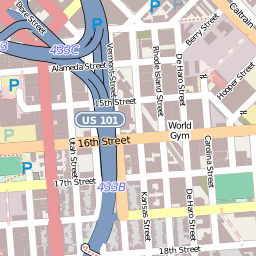 Bore Street
P
433C
Vermont Street
Berry Street
Caltrain
Alameda Street
Rhode Island Street
De Haro Street
Hooper Street
P
15th Street
US 101
World
Gym
16th Street
Utah Street
Carolina Street
P
P
17th Street
433B
Kansas Street
De Haro Street
18th Street